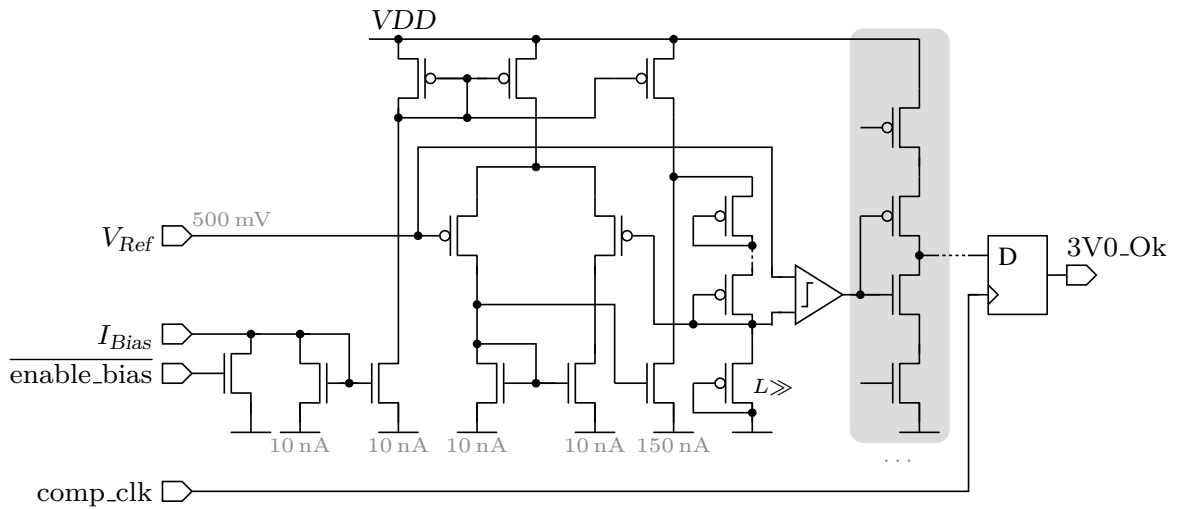 VDD
500 mV
V_Ref
D
3V0_Ok
I_Bias
enable_bias
L≫
10 nA 10 nA 10 nA 10 nA 150 nA
...
comp_clk